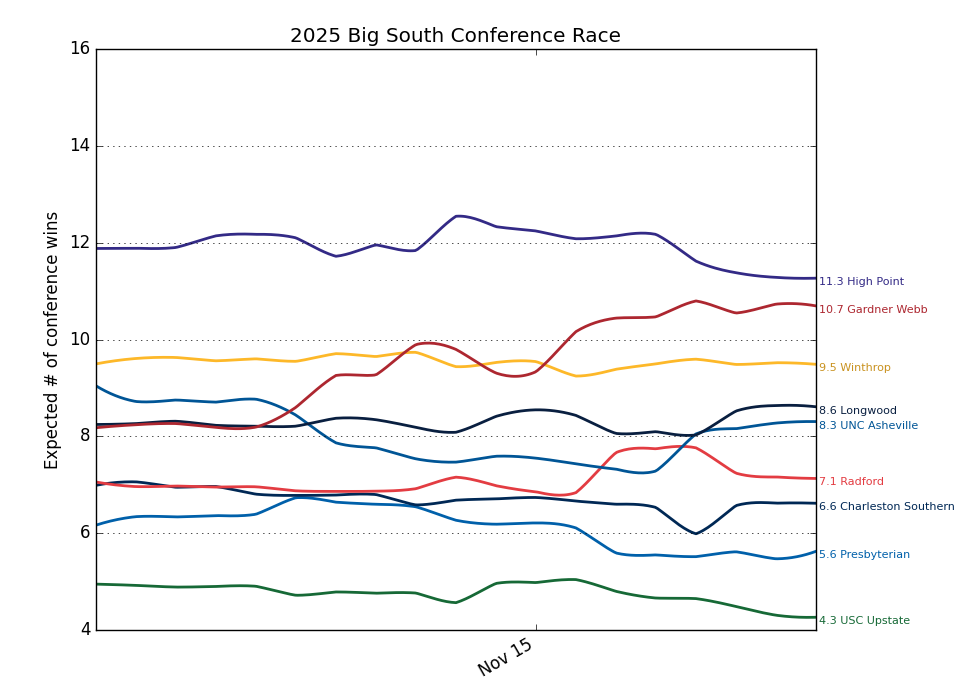 2025 Big South Conference Race
Expected # of conference wins
16
14
12
10
8
6
4
Nov 15
11.3 High Point
10.7 Gardner Webb
9.5 Winthrop
8.6 Longwood
8.3 UNC Asheville
7.1 Radford
6.6 Charleston Southern
5.6 Presbyterian
4.3 USC Upstate